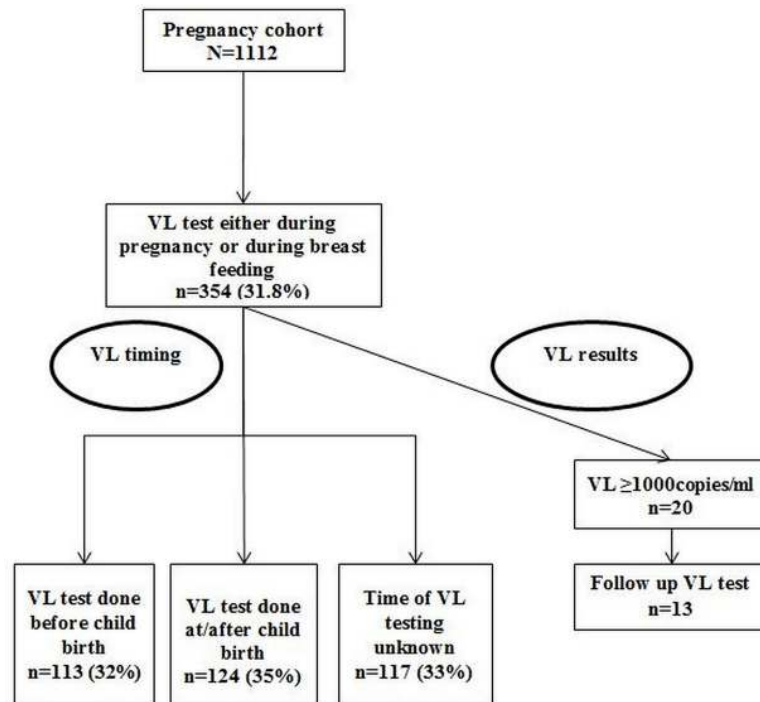 Pregnancy cohort
N=1112
VL test either during
pregnancy or during breast
feeding
n=354 (31.8%)
VL timing
VL results
VL ≥1000copies/ml
n=20
Follow up VL test
n=13
VL test done
before child
birth
n=113 (32%)
VL test done
at/after child
birth
n=124 (35%)
Time of VL
testing
unknown
n=117 (33%)